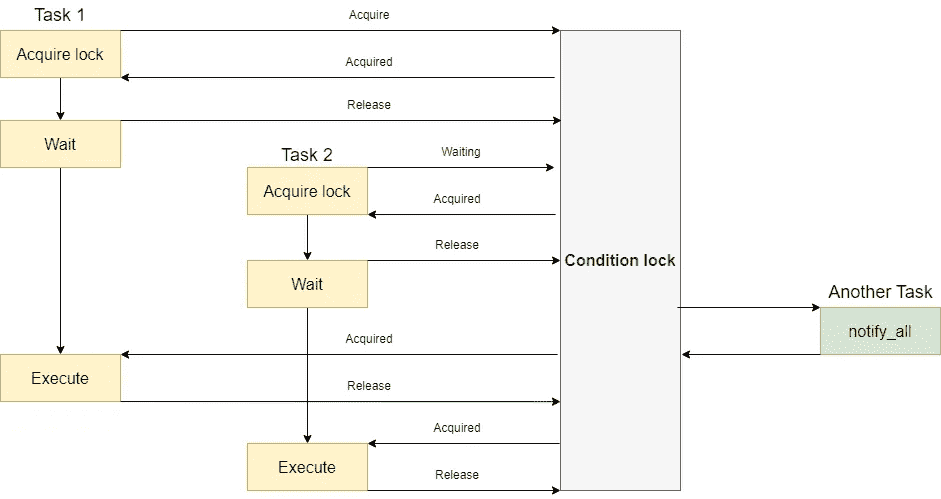 Task 1
Acquire
Acquire lock
Acquired
Release
Wait
Task 2
Waiting
Acquire lock
Acquired
Release
Condition lock
Wait
Another Task
notify_all
Acquired
Execute
Release
Acquired
Execute
Release